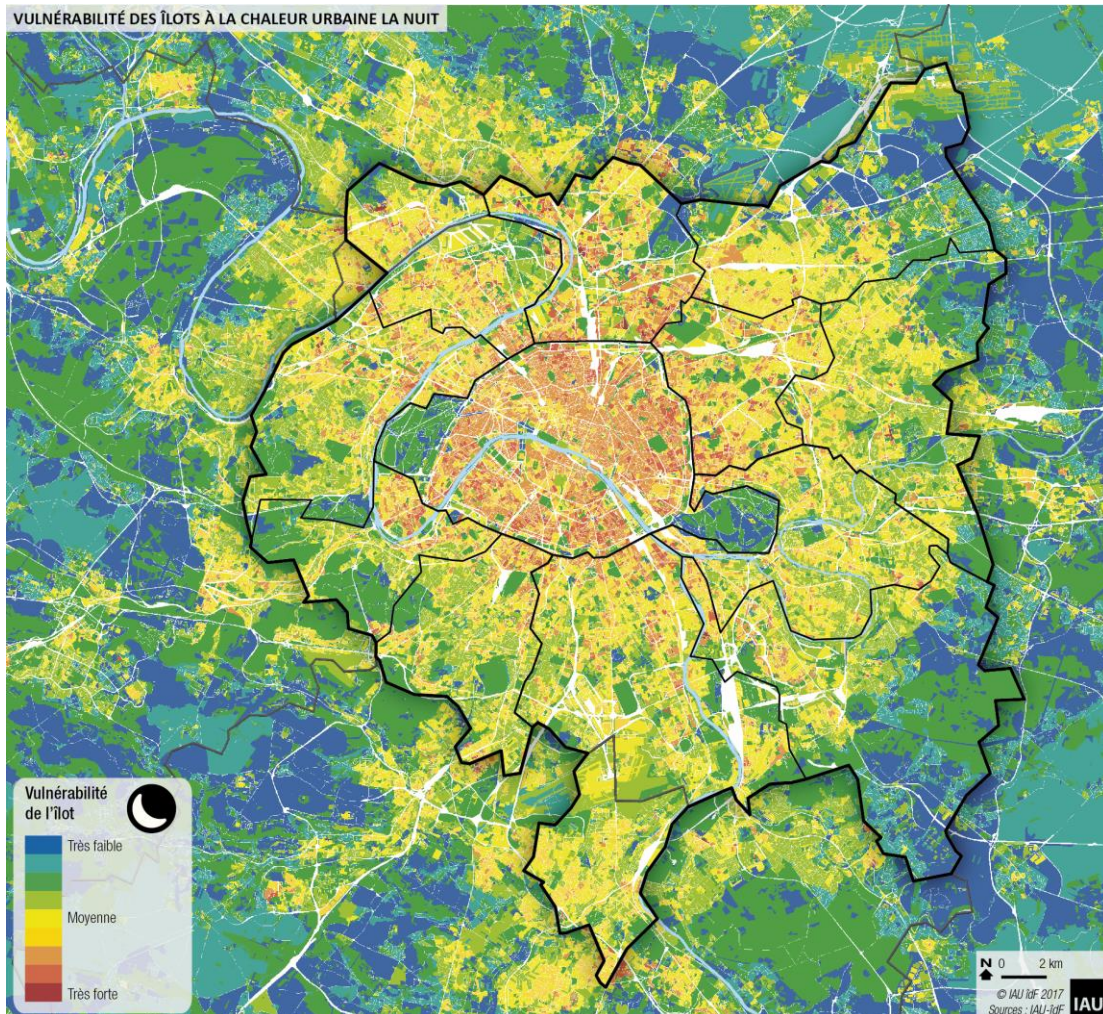 VULNÉRABILITÉ DES ÎLOTS À LA CHALEUR URBAINE LA NUIT
Vulnérabilité
de l'îlot
Très faible
Moyenne
Très forte
N 0 2 km
© IAU îdF 2017
Sources : IAU-îdF
IAU